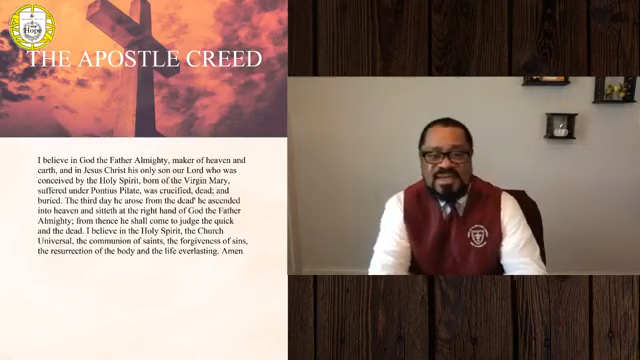 Hope
THE APOSTLE CREED
I believe in God the Father Almighty, maker of heaven and
earth, and in Jesus Christ his only son our Lord who was
conceived by the Holy Spirit, born of the Virgin Mary,
suffered under Pontius Pilate, was crucified, dead; and
buried. The third day he arose from the dead' he ascended
into heaven and sitteth at the right hand of God the Father
Almighty; from thence he shall come to judge the quick
and the dead. I believe in the Holy Spirit, the Church
Universal, the communion of saints, the forgiveness of sins,
the resurrection of the body and the life everlasting. Amen.